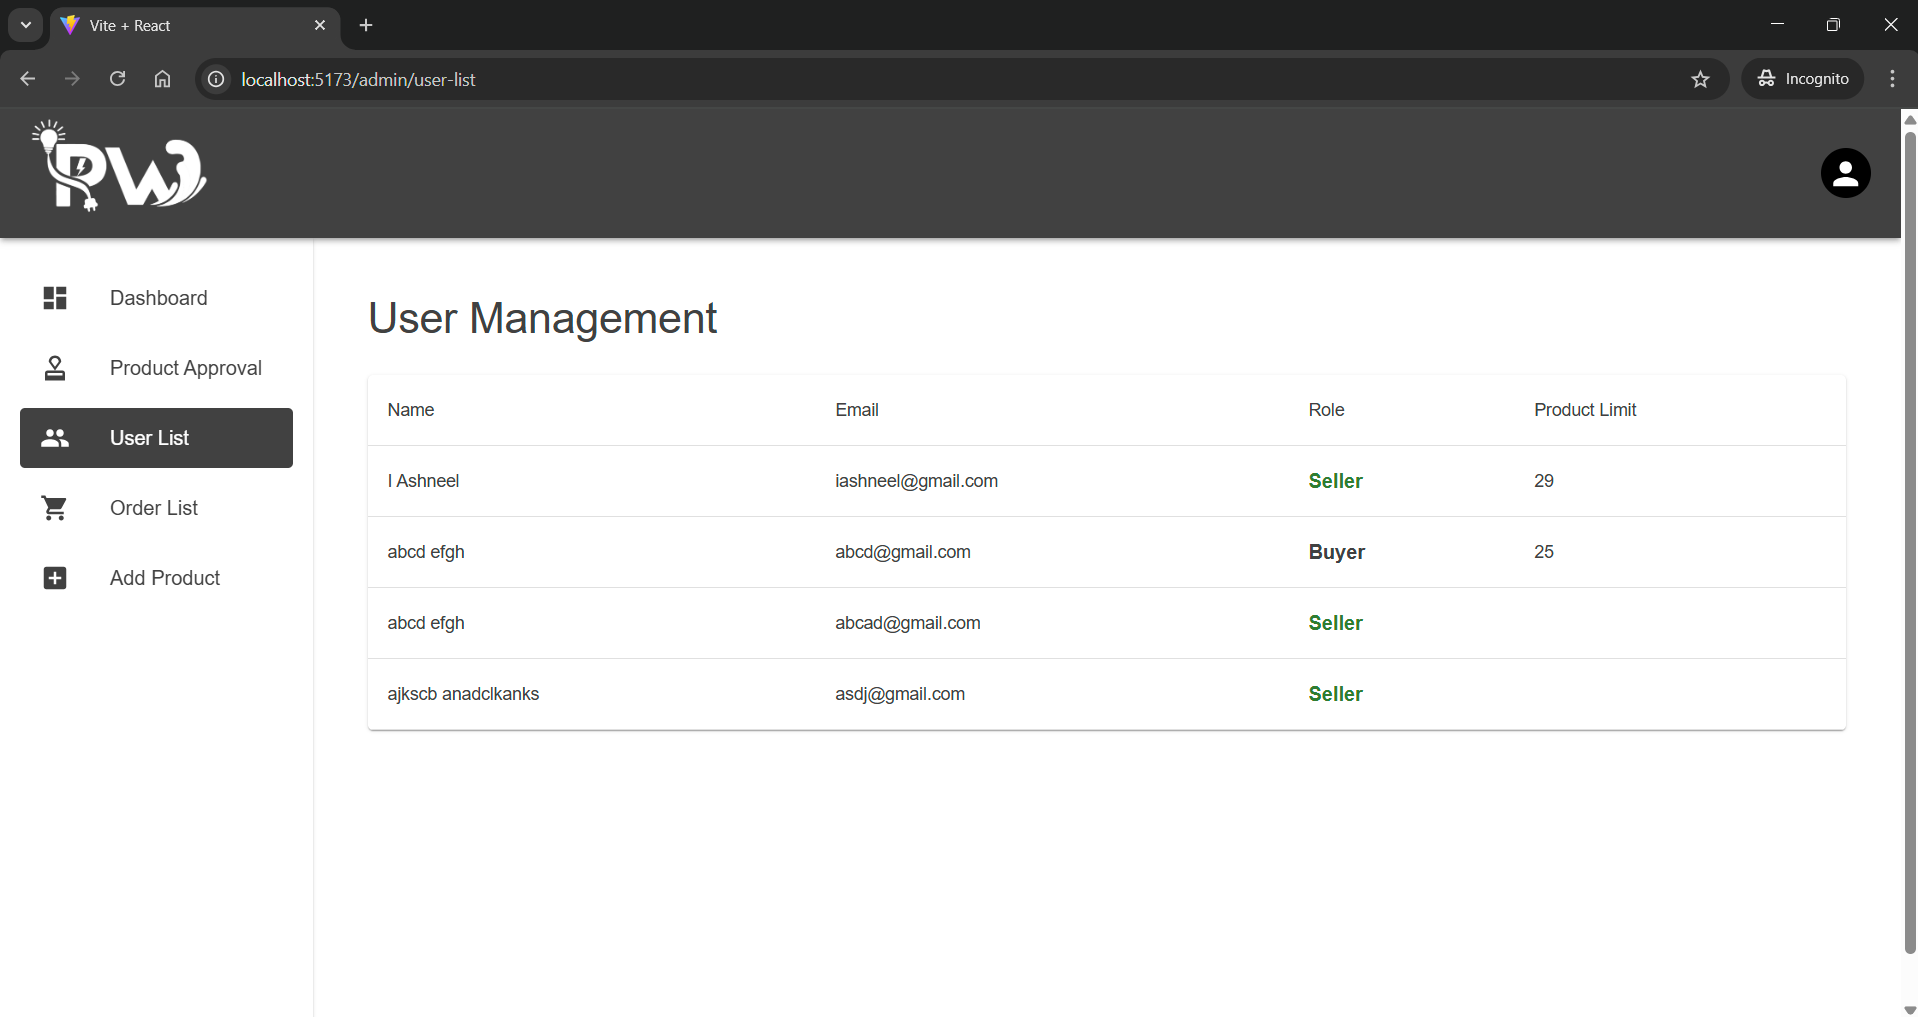 Vite + React
localhost:5173/admin/user-list
Incognito
PW
Dashboard
Product Approval
User List
Order List
Add Product
User Management
Name Email Role Product Limit
I Ashneel iashneel@gmail.com Seller 29
abcd efgh abcd@gmail.com Buyer 25
abcd efgh abcad@gmail.com Seller
ajkscb anadclkanks asdj@gmail.com Seller